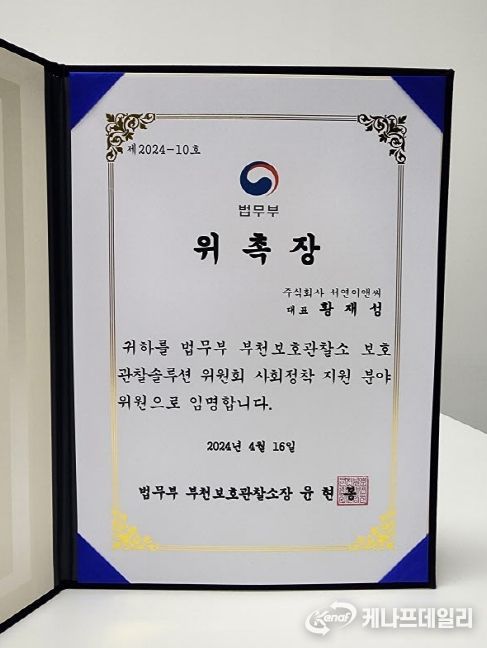 제2024-10호
법무부
위 촉 장
주식회사 서연이앤씨
대표 황 재 섭
귀하를 법무부 부천보호관찰소 보호
관찰솔루션 위원회 사회정착 지원 분야
위원으로 임명합니다.
2024년 4월 16일
법무부 부천보호관찰소장 윤 현 봉
Kenaf 케나프데일리